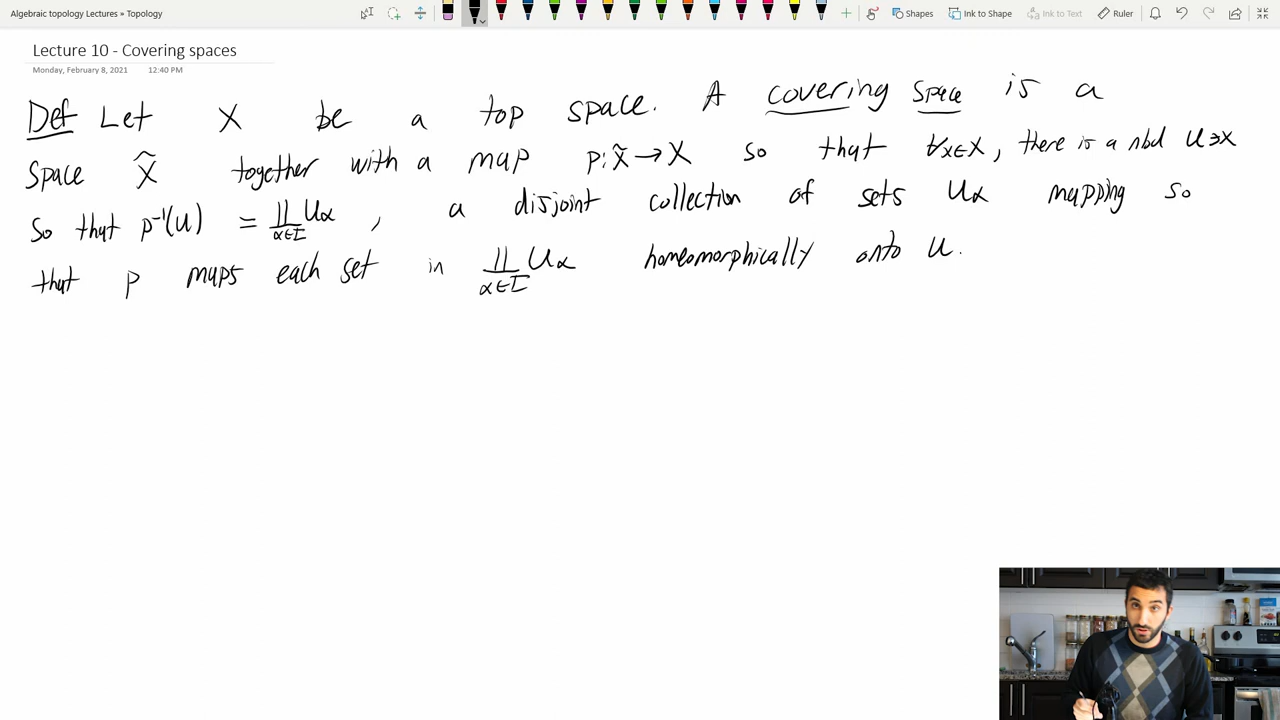 Algebraic topology Lectures » Topology
Shapes Ink to Shape Ink to Text Ruler
Lecture 10 - Covering spaces
Monday, February 8, 2021 12:40 PM
Def Let X be a top space. A covering space is a
space X̃ together with a map p: X̃ → X so that ∀x∈X, there is a nbd U∋x
so that p⁻¹(U) = ∐_{α∈I} Uα, a disjoint collection of sets Uα mapping so
that p maps each set in ∐_{α∈I} Uα homeomorphically onto U.